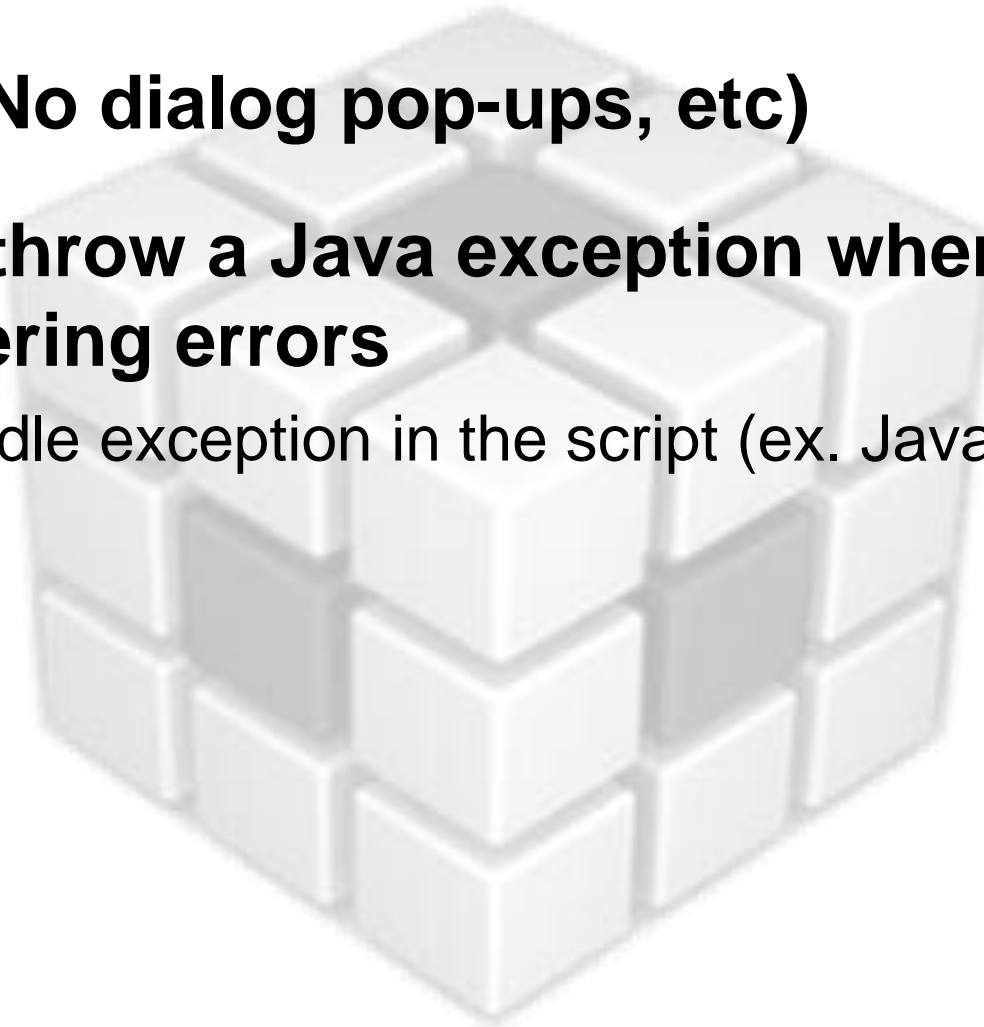 No dialog pop-ups, etc)
throw a Java exception when
ering errors
dle exception in the script (ex. Java